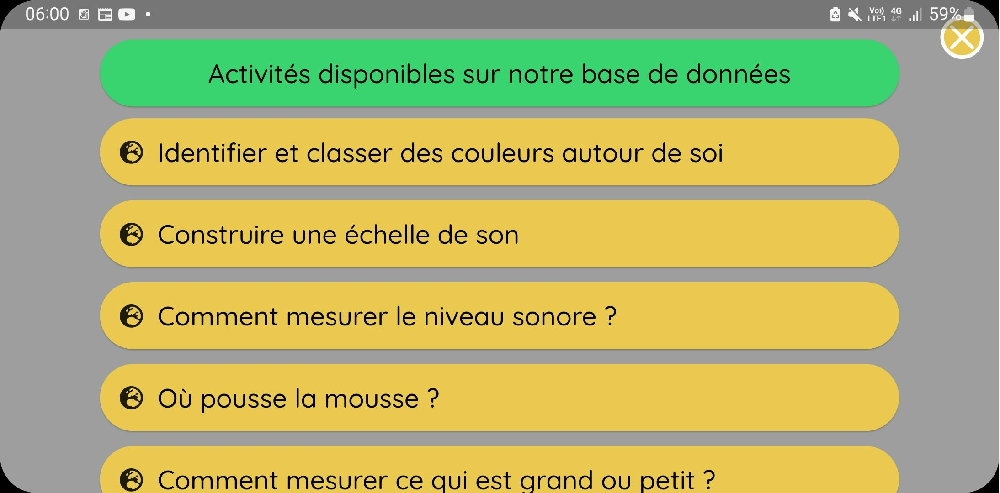 06:00
Vo)) LTE1 4G 59%
Activités disponibles sur notre base de données
Identifier et classer des couleurs autour de soi
Construire une échelle de son
Comment mesurer le niveau sonore ?
Où pousse la mousse ?
Comment mesurer ce qui est grand ou petit ?